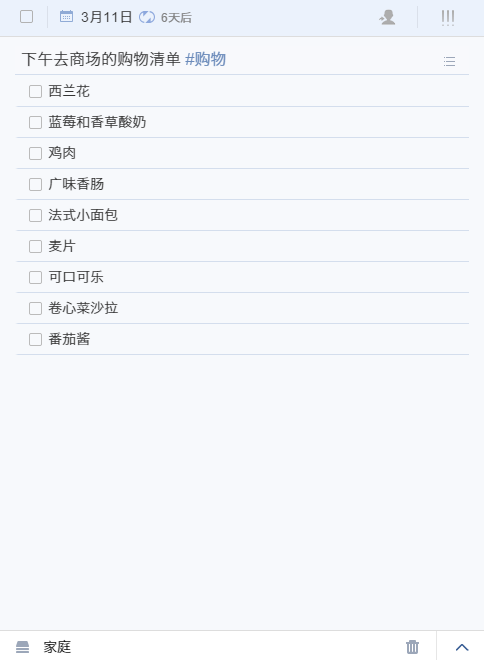 3月11日 6天后
下午去商场的购物清单 #购物
西兰花
蓝莓和香草酸奶
鸡肉
广味香肠
法式小面包
麦片
可口可乐
卷心菜沙拉
番茄酱
家庭